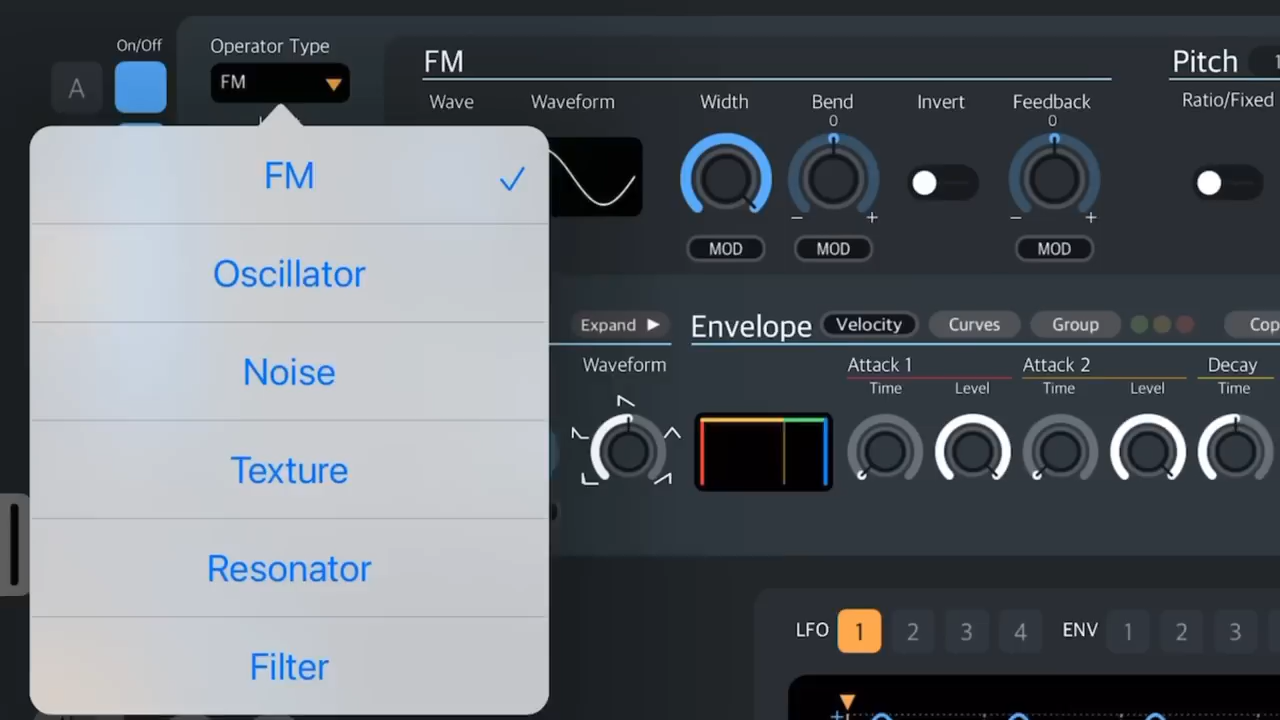 On/Off
Operator Type
A
FM
FM
Pitch
Wave
Waveform
Width
Bend
Invert
Feedback
Ratio/Fixed
0
0
FM
Oscillator
Noise
Texture
Resonator
Filter
− +
− +
MOD
MOD
MOD
Expand
Envelope
Velocity
Curves
Group
Cop
Waveform
Attack 1
Attack 2
Decay
Time
Level
Time
Level
Time
LFO
1
2
3
4
ENV
1
2
3